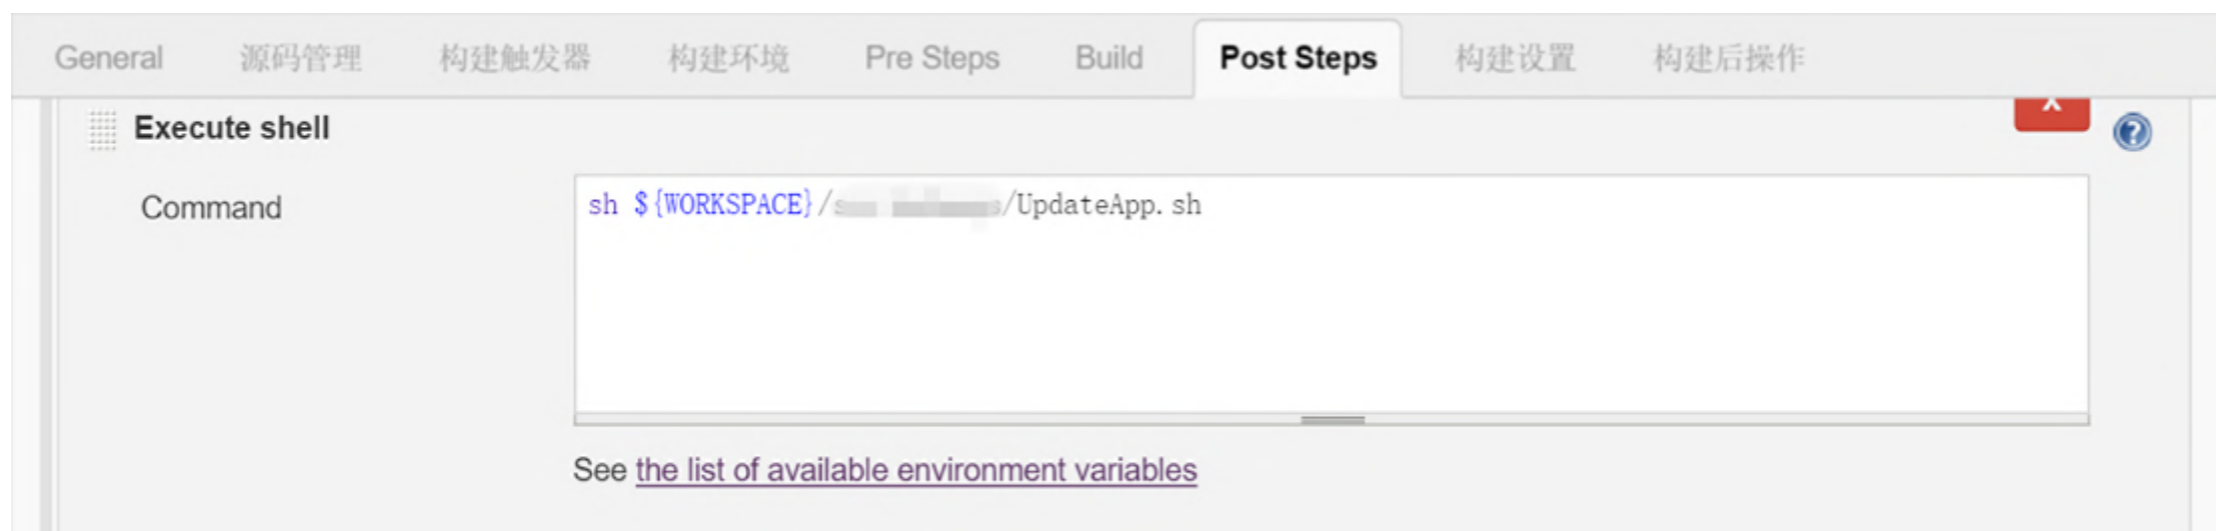 General 源码管理 构建触发器 构建环境 Pre Steps Build Post Steps 构建设置 构建后操作
Execute shell
X
Command
sh ${WORKSPACE}/ /UpdateApp.sh
See the list of available environment variables